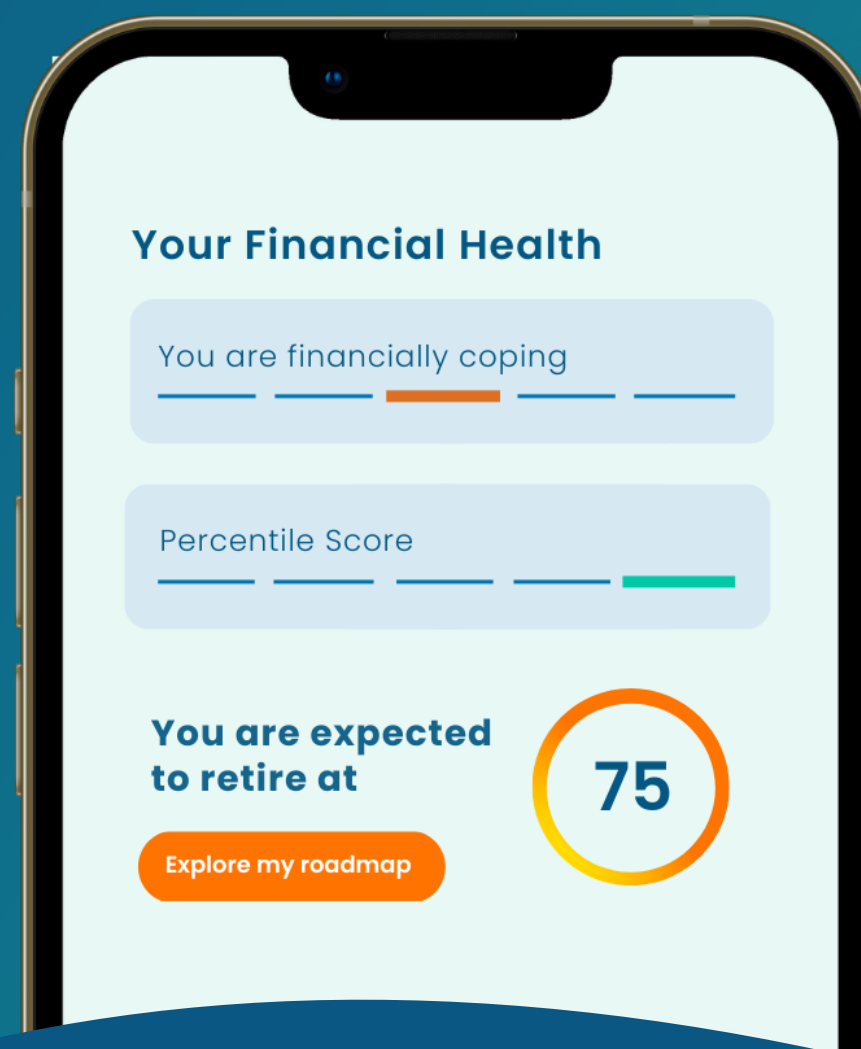 Your Financial Health
You are financially coping
Percentile Score
You are expected
to retire at
75
Explore my roadmap